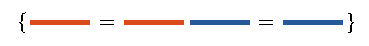 { = = }